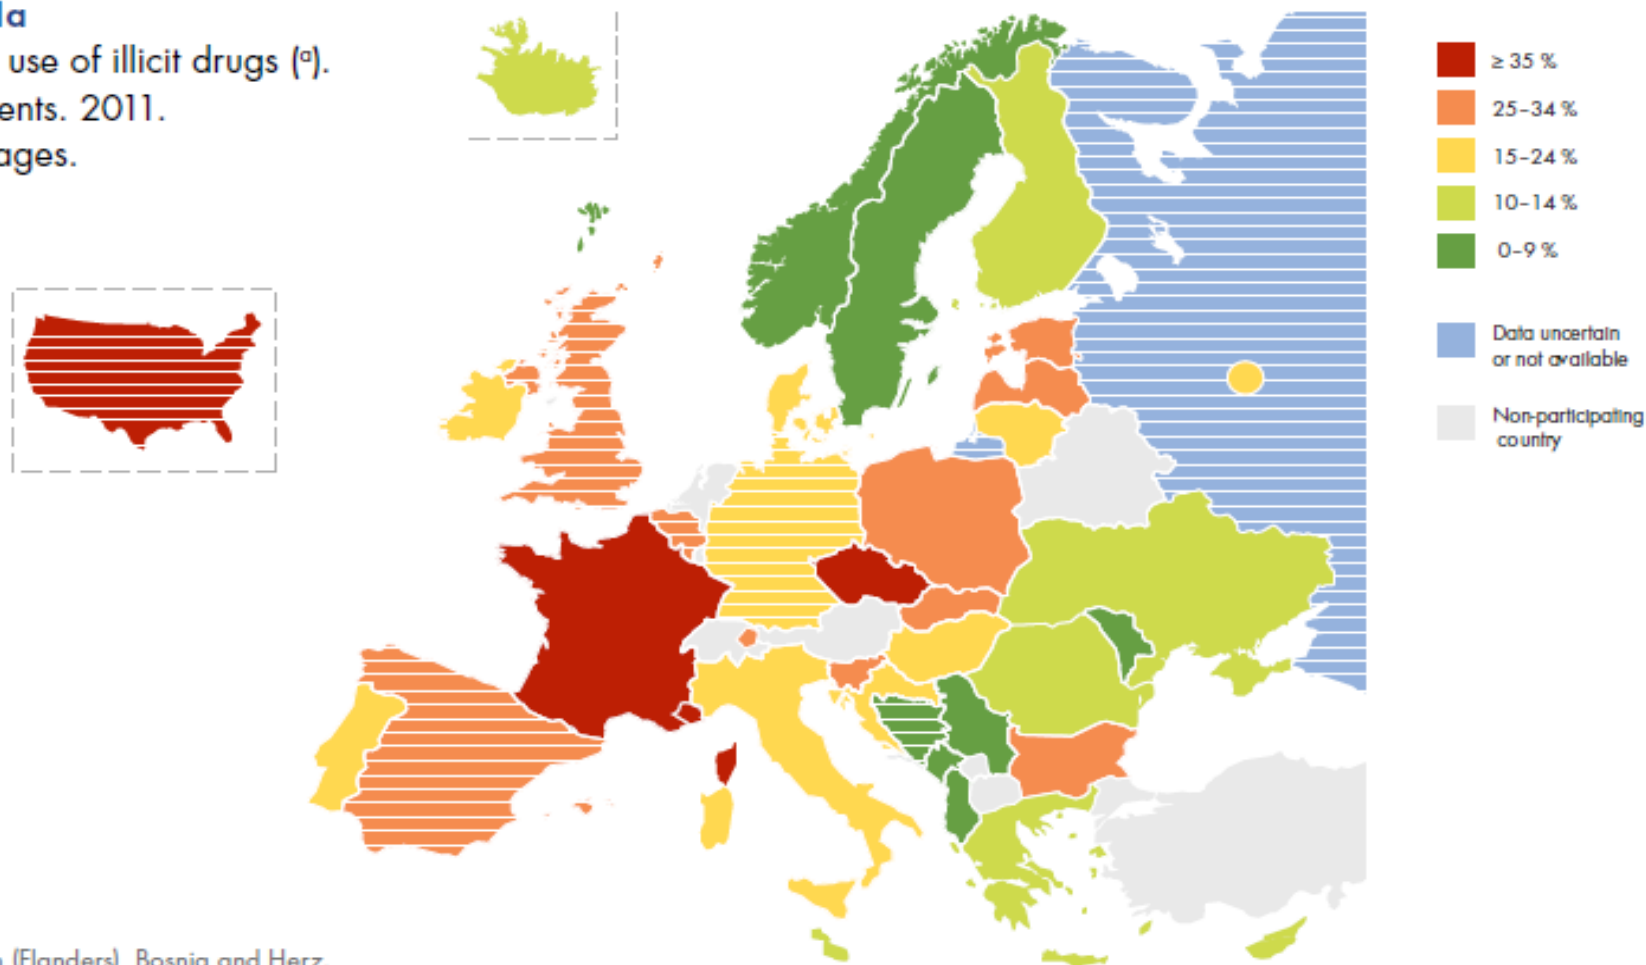 la
use of illicit drugs (ᵃ).
ents. 2011.
ages.
≥ 35 %
25–34 %
15–24 %
10–14 %
0–9 %
Data uncertain
or not available
Non-participating
country
(Flanders), Bosnia and Herz